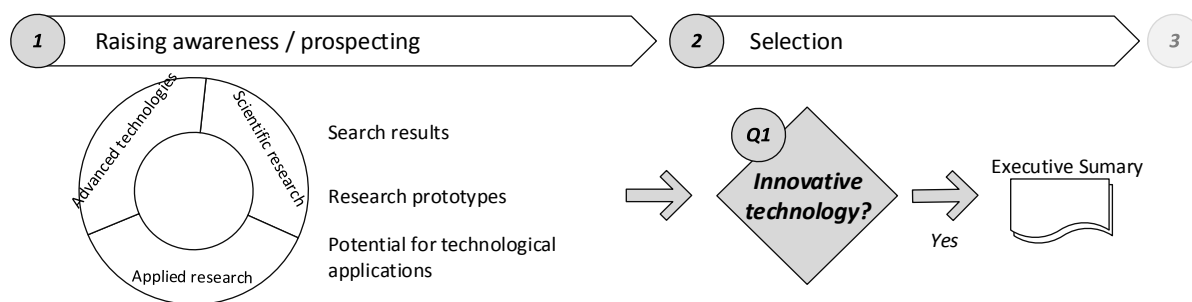 1
Raising awareness / prospecting
2
Selection
3
Advanced technologies
Scientific research
Applied research
Search results
Research prototypes
Potential for technological
applications
Q1
Innovative
technology?
Yes
Executive Sumary